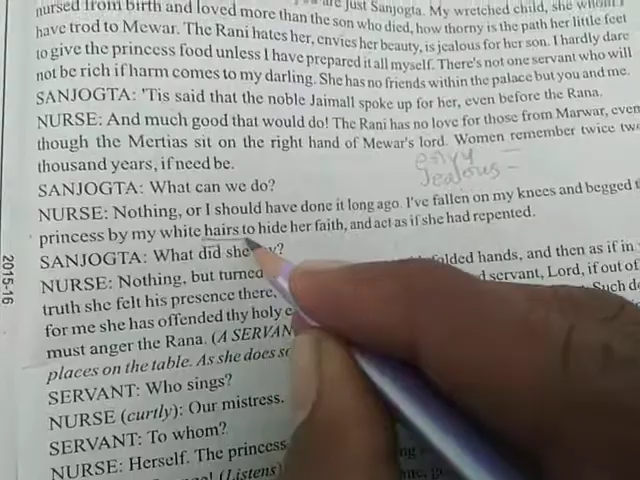 nursed from birth and loved more than the son who died, how thorny is the path her little feet
are just Sanjogta. My wretched child, she whom I
have trod to Mewar. The Rani hates her, envies her beauty, is jealous for her son. I hardly dare
to give the princess food unless I have prepared it all myself. There's not one servant who will
not be rich if harm comes to my darling. She has no friends within the palace but you and me.
SANJOGTA: 'Tis said that the noble Jaimall spoke up for her, even before the Rana.
NURSE: And much good that would do! The Rani has no love for those from Marwar, even
though the Mertias sit on the right hand of Mewar's lord. Women remember twice two
thousand years, if need be.
envy
Jealous
SANJOGTA: What can we do?
NURSE: Nothing, or I should have done it long ago. I've fallen on my knees and begged
princess by my white hairs to hide her faith, and act as if she had repented.
SANJOGTA: What did she
NURSE: Nothing, but turned folded hands, and then as if in
truth she felt his presence there, servant, Lord, if out of
for me she has offended thy holy Such
must anger the Rana. (A SERVAN
places on the table. As she does
SERVANT: Who sings?
NURSE (curtly): Our mistress.
SERVANT: To whom?
NURSE: Herself. The princess
(Listens)
2015-16